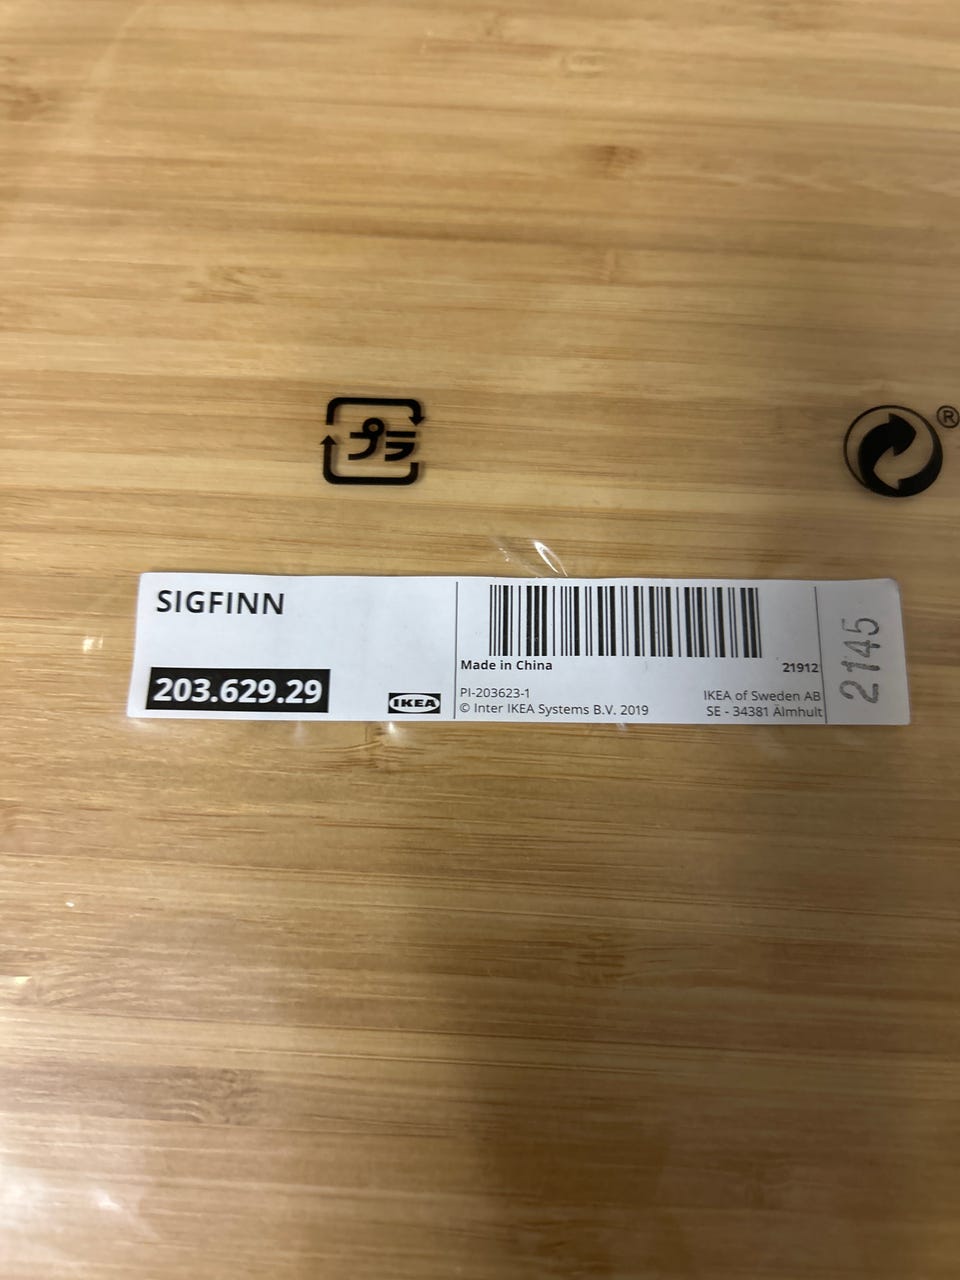 プラ
®
SIGFINN
203.629.29
IKEA
Made in China
21912
PI-203623-1
© Inter IKEA Systems B.V. 2019
IKEA of Sweden AB
SE - 34381 Älmhult
2145